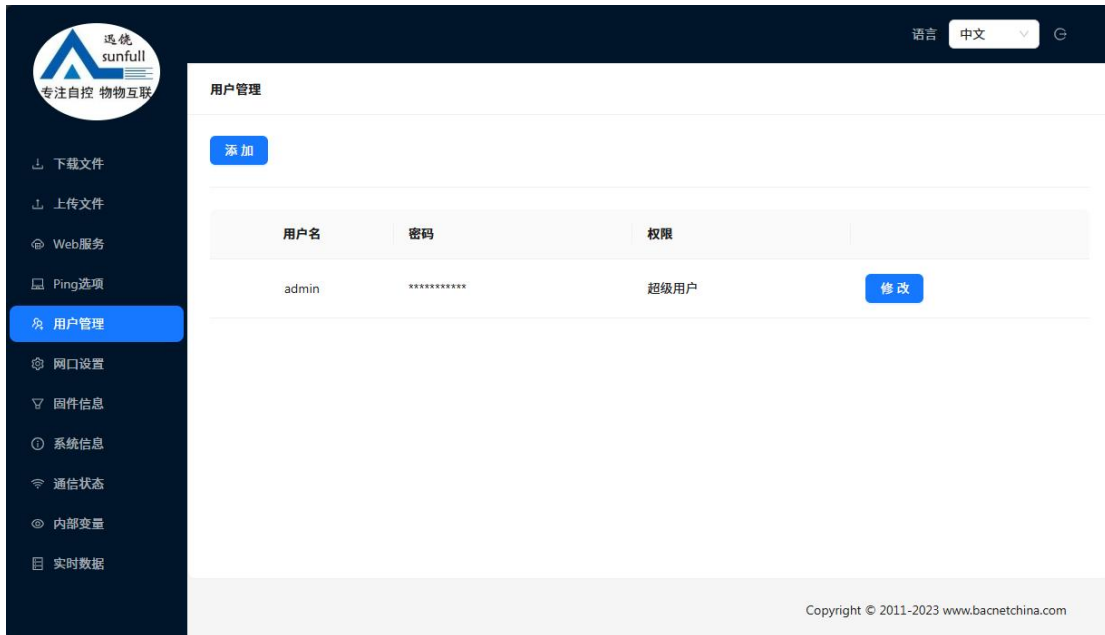 迅饶
sunfull
专注自控 物物互联
语言 中文
用户管理
添 加
下载文件
上传文件
Web服务
Ping选项
用户管理
网口设置
固件信息
系统信息
通信状态
内部变量
实时数据
用户名 密码 权限
admin *********** 超级用户 修 改
Copyright © 2011-2023 www.bacnetchina.com